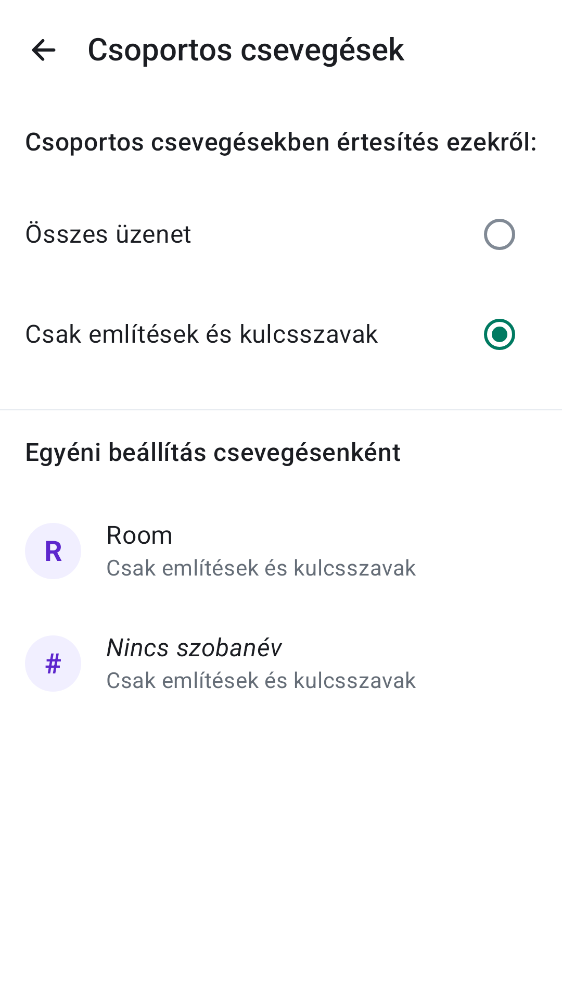 Csoportos csevegések
Csoportos csevegésekben értesítés ezekről:
Összes üzenet
Csak említések és kulcsszavak
Egyéni beállítás csevegésenként
R
Room
Csak említések és kulcsszavak
#
Nincs szobanév
Csak említések és kulcsszavak